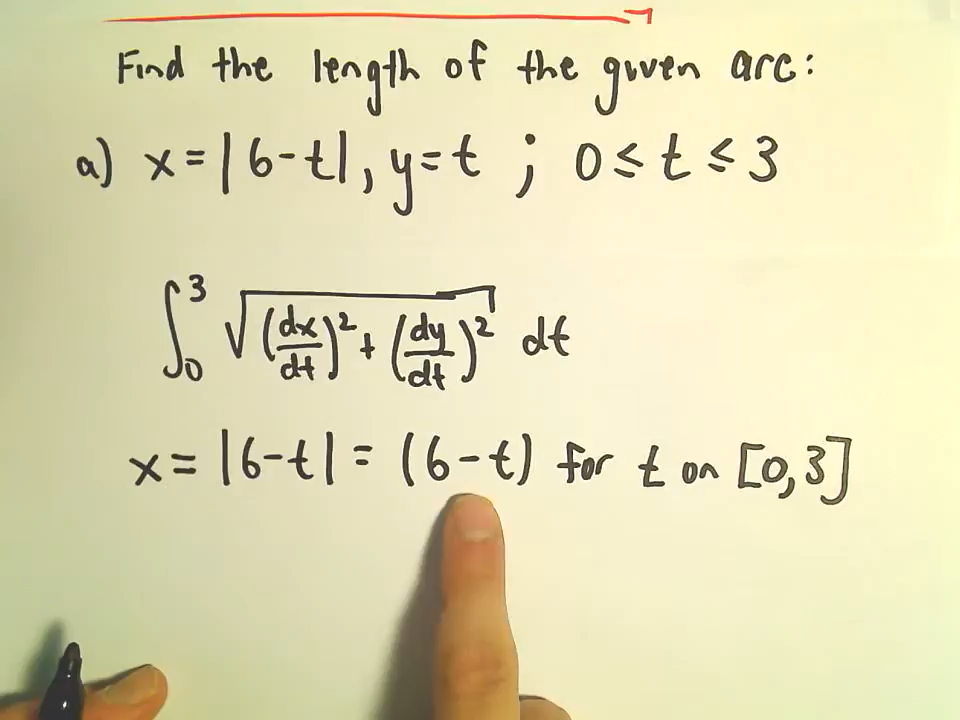 Find the length of the given arc:
a) x = |6-t|, y = t ; 0 ≤ t ≤ 3
∫₀³ √((dx/dt)² + (dy/dt)²) dt
x = |6-t| = (6-t) for t on [0,3]